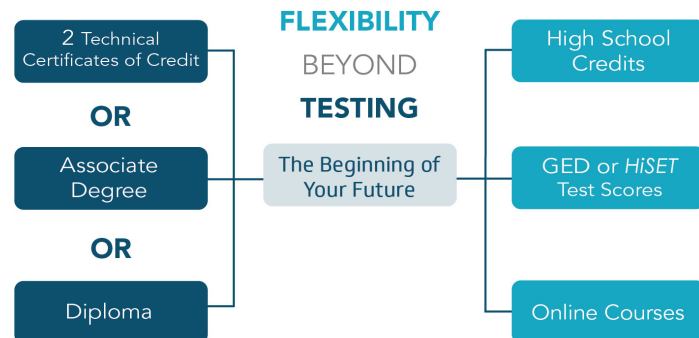 2 Technical
Certificates of Credit
OR
Associate
Degree
OR
Diploma
FLEXIBILITY
BEYOND
TESTING
The Beginning of
Your Future
High School
Credits
GED or HiSET
Test Scores
Online Courses